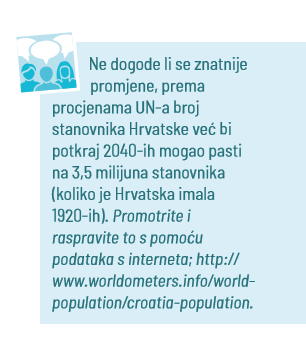 Ne dogode li se znatnije
promjene, prema
procjenama UN-a broj
stanovnika Hrvatske već bi
potkraj 2040-ih mogao pasti
na 3,5 milijuna stanovnika
(koliko je Hrvatska imala
1920-ih). Promotrite i
raspravite to s pomoću
podataka s interneta; http://
www.worldometers.info/world-
population/croatia-population.